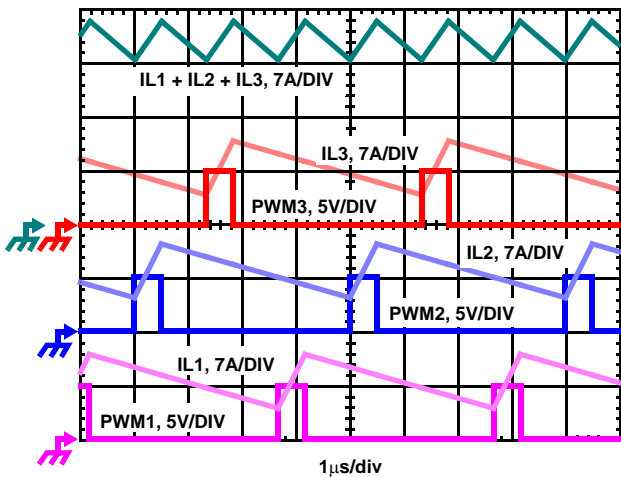 IL1 + IL2 + IL3, 7A/DIV
IL3, 7A/DIV
PWM3, 5V/DIV
IL2, 7A/DIV
PWM2, 5V/DIV
IL1, 7A/DIV
PWM1, 5V/DIV
1μs/div